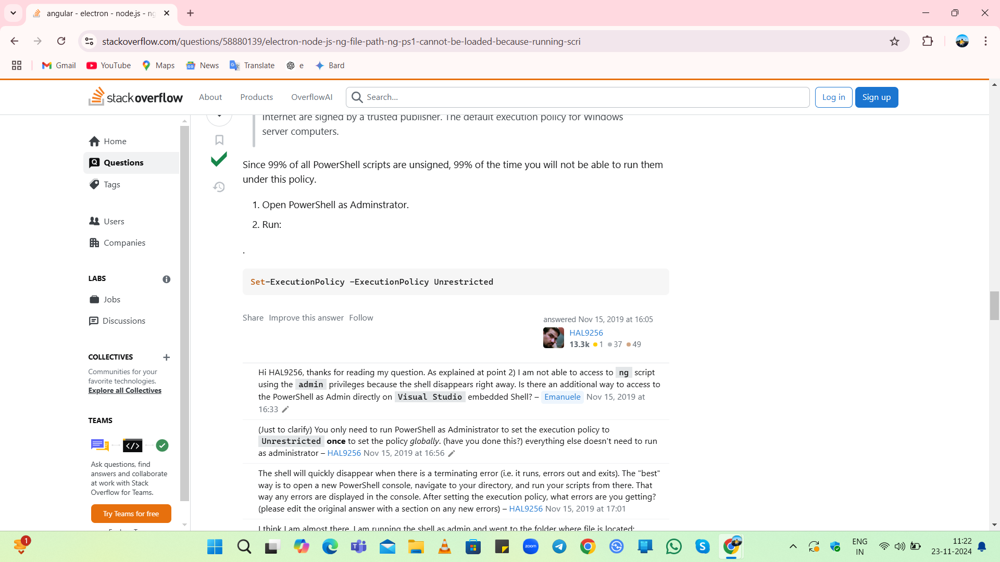 angular - electron - node.js - ng
stackoverflow.com/questions/58880139/electron-node-js-ng-file-path-ng-ps1-cannot-be-loaded-because-running-scri
Gmail
YouTube
Maps
News
Translate
e
Bard
stackoverflow
About
Products
OverflowAI
Search...
Log in
Sign up
Home
Questions
Tags
Users
Companies
LABS
Jobs
Discussions
COLLECTIVES
Communities for your
favorite technologies.
Explore all Collectives
TEAMS
Ask questions, find
answers and collaborate
at work with Stack
Overflow for Teams.
Try Teams for free
Internet are signed by a trusted publisher. The default execution policy for Windows
server computers.
Since 99% of all PowerShell scripts are unsigned, 99% of the time you will not be able to run them
under this policy.
1. Open PowerShell as Adminstrator.
2. Run:
.
Set-ExecutionPolicy -ExecutionPolicy Unrestricted
Share Improve this answer Follow
answered Nov 15, 2019 at 16:05
HAL9256
13.3k 1 37 49
Hi HAL9256, thanks for reading my question. As explained at point 2) I am not able to access to ng script
using the admin privileges because the shell disappears right away. Is there an additional way to access to
the PowerShell as Admin directly on Visual Studio embedded Shell? – Emanuele Nov 15, 2019 at
16:33
(Just to clarify) You only need to run PowerShell as Administrator to set the execution policy to
Unrestricted once to set the policy globally. (have you done this?) everything else doesn't need to run
as administrator – HAL9256 Nov 15, 2019 at 16:56
The shell will quickly disappear when there is a terminating error (i.e. it runs, errors out and exits). The "best"
way is to open a new PowerShell console, navigate to your directory, and run your scripts from there. That
way any errors are displayed in the console. After setting the execution policy, what errors are you getting?
(please edit the original answer with a section on any new errors) – HAL9256 Nov 15, 2019 at 17:01
I think I am almost there. I am running the shell as admin and went to the folder where file is located:
1
zoom
ENG
IN
11:22
23-11-2024